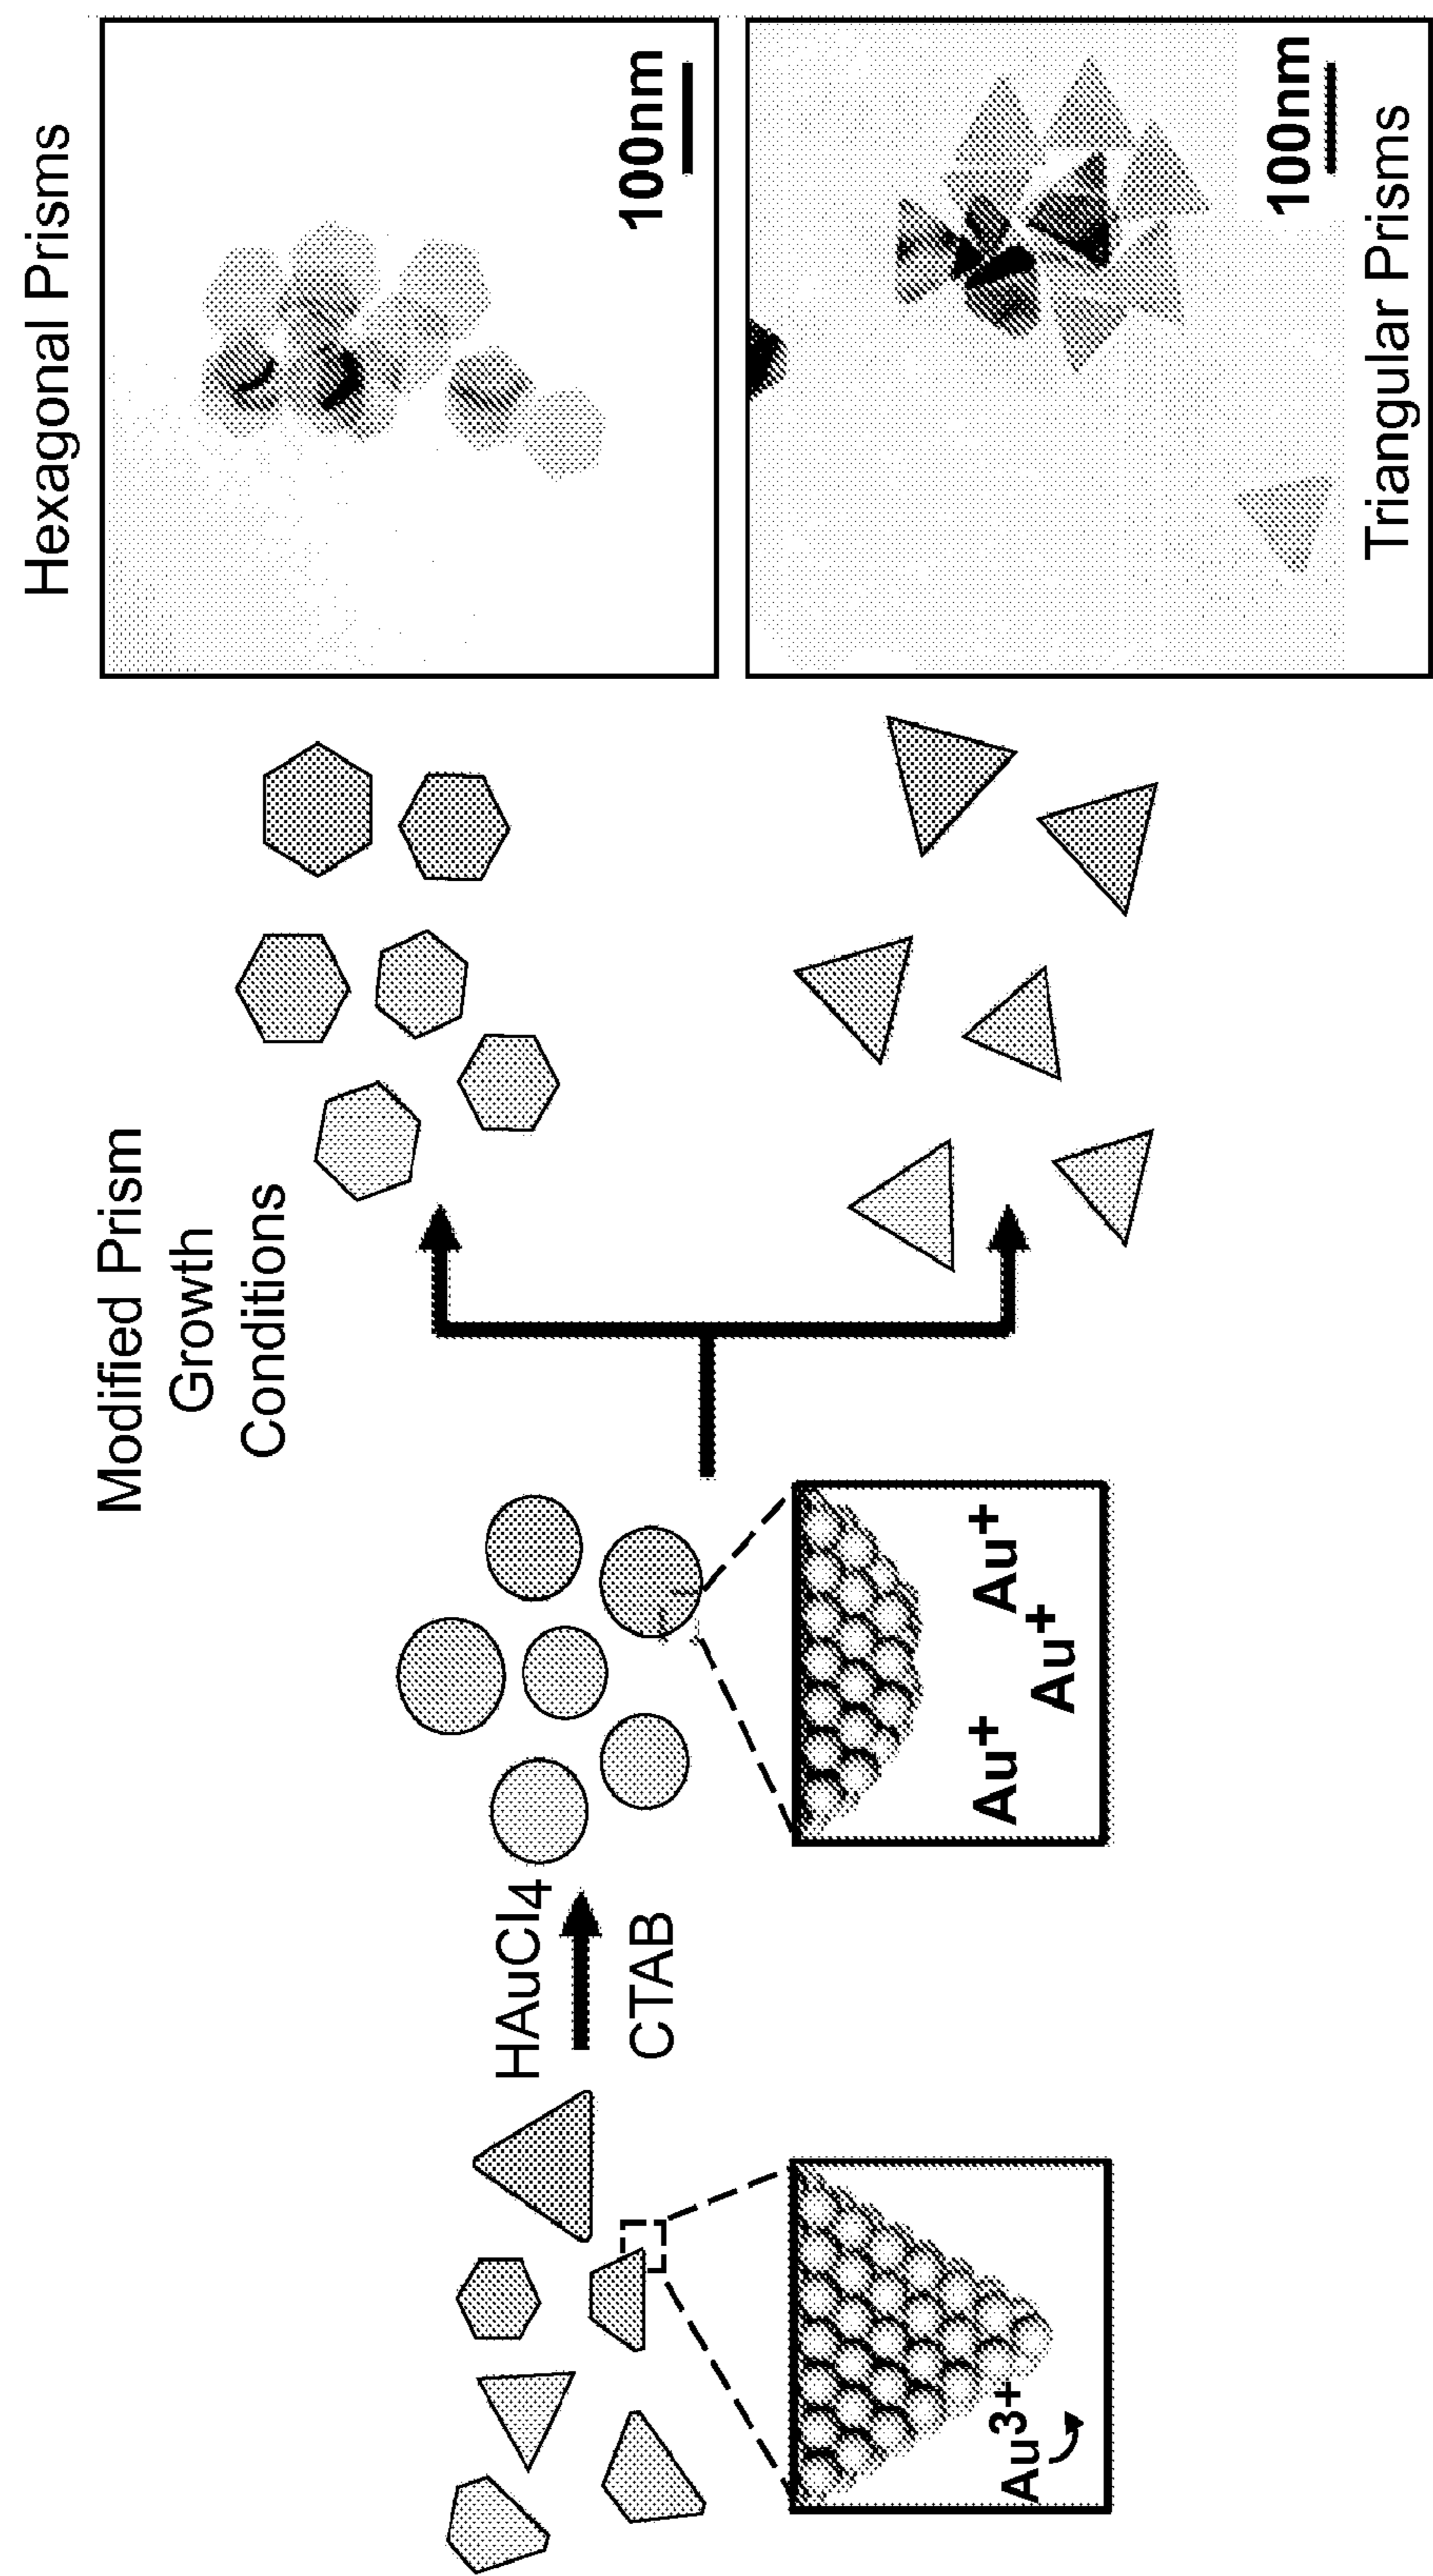 HAuCl4
CTAB
Au3+
Au+
Au+
Au+
Modified Prism
Growth
Conditions
Hexagonal Prisms
100nm
100nm
Triangular Prisms